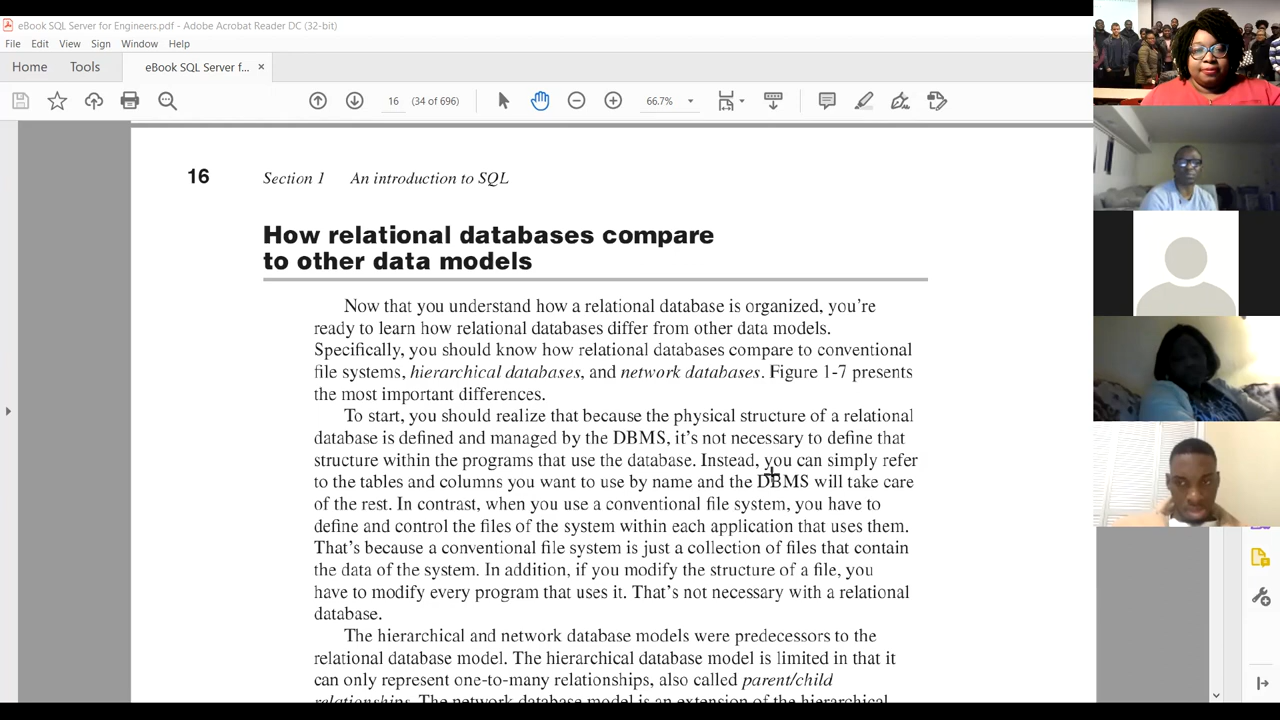 eBook SQL Server for Engineers.pdf - Adobe Acrobat Reader DC (32-bit)
File Edit View Sign Window Help
Home Tools eBook SQL Server f... ×
(34 of 696) 66.7%
16 Section 1 An introduction to SQL
How relational databases compare
to other data models
Now that you understand how a relational database is organized, you're
ready to learn how relational databases differ from other data models.
Specifically, you should know how relational databases compare to conventional
file systems, hierarchical databases, and network databases. Figure 1-7 presents
the most important differences.
To start, you should realize that because the physical structure of a relational
database is defined and managed by the DBMS, it's not necessary to define that
structure within the programs that use the database. Instead, you can simply refer
to the tables and columns you want to use by name and the DBMS will take care
of the rest. In contrast, when you use a conventional file system, you have to
define and control the files of the system within each application that uses them.
That's because a conventional file system is just a collection of files that contain
the data of the system. In addition, if you modify the structure of a file, you
have to modify every program that uses it. That's not necessary with a relational
database.
The hierarchical and network database models were predecessors to the
relational database model. The hierarchical database model is limited in that it
can only represent one-to-many relationships, also called parent/child
relationships. The network database model is an extension of the hierarchical